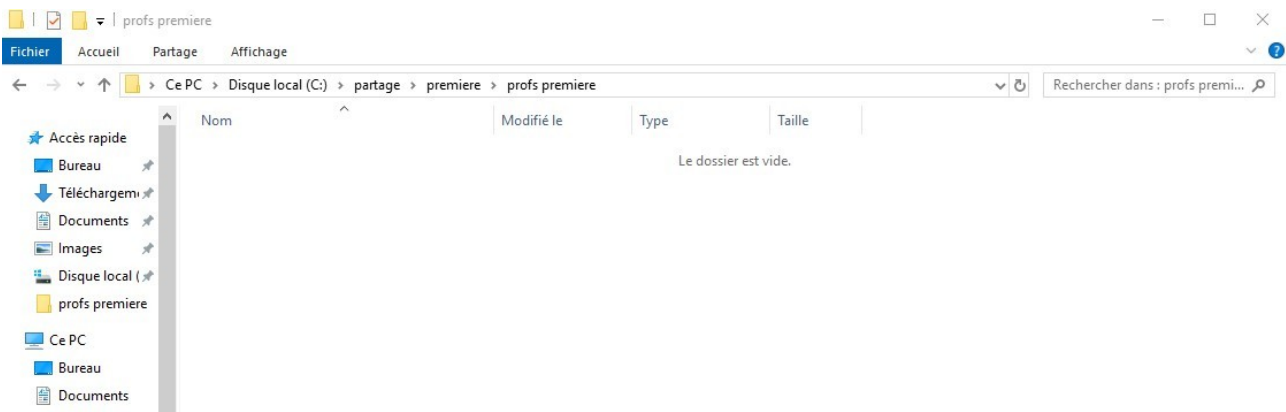 profs premiere
Fichier Accueil Partage Affichage
Ce PC > Disque local (C:) > partage > premiere > profs premiere
Rechercher dans : profs premi...
Nom Modifié le Type Taille
Le dossier est vide.
Accès rapide
Bureau
Téléchargem
Documents
Images
Disque local (
profs premiere
Ce PC
Bureau
Documents